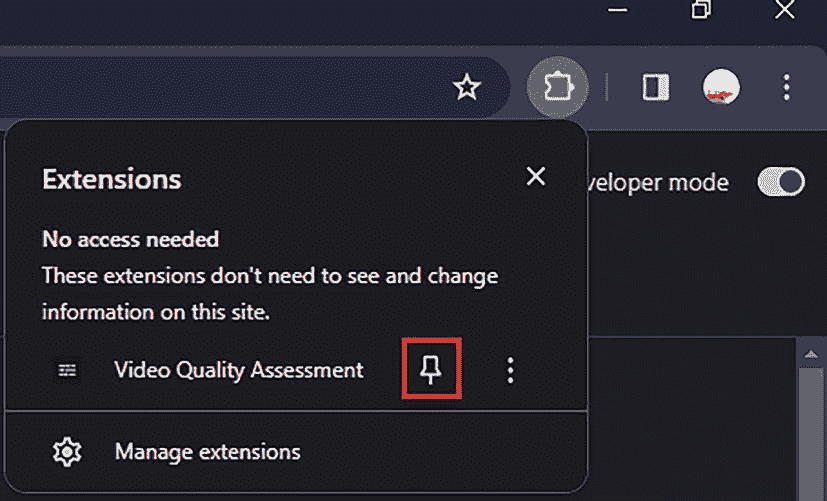 Extensions
veloper mode
No access needed
These extensions don't need to see and change
information on this site.
Video Quality Assessment
Manage extensions